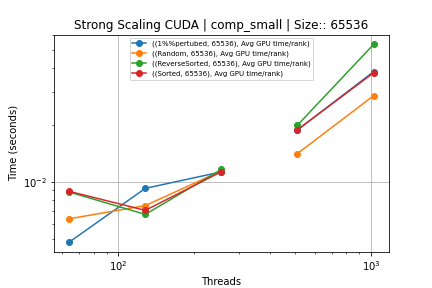 Strong Scaling CUDA | comp_small | Size:: 65536
((1%%pertubed, 65536), Avg GPU time/rank)
((Random, 65536), Avg GPU time/rank)
((ReverseSorted, 65536), Avg GPU time/rank)
((Sorted, 65536), Avg GPU time/rank)
Time (seconds)
10⁻²
10² 10³
Threads